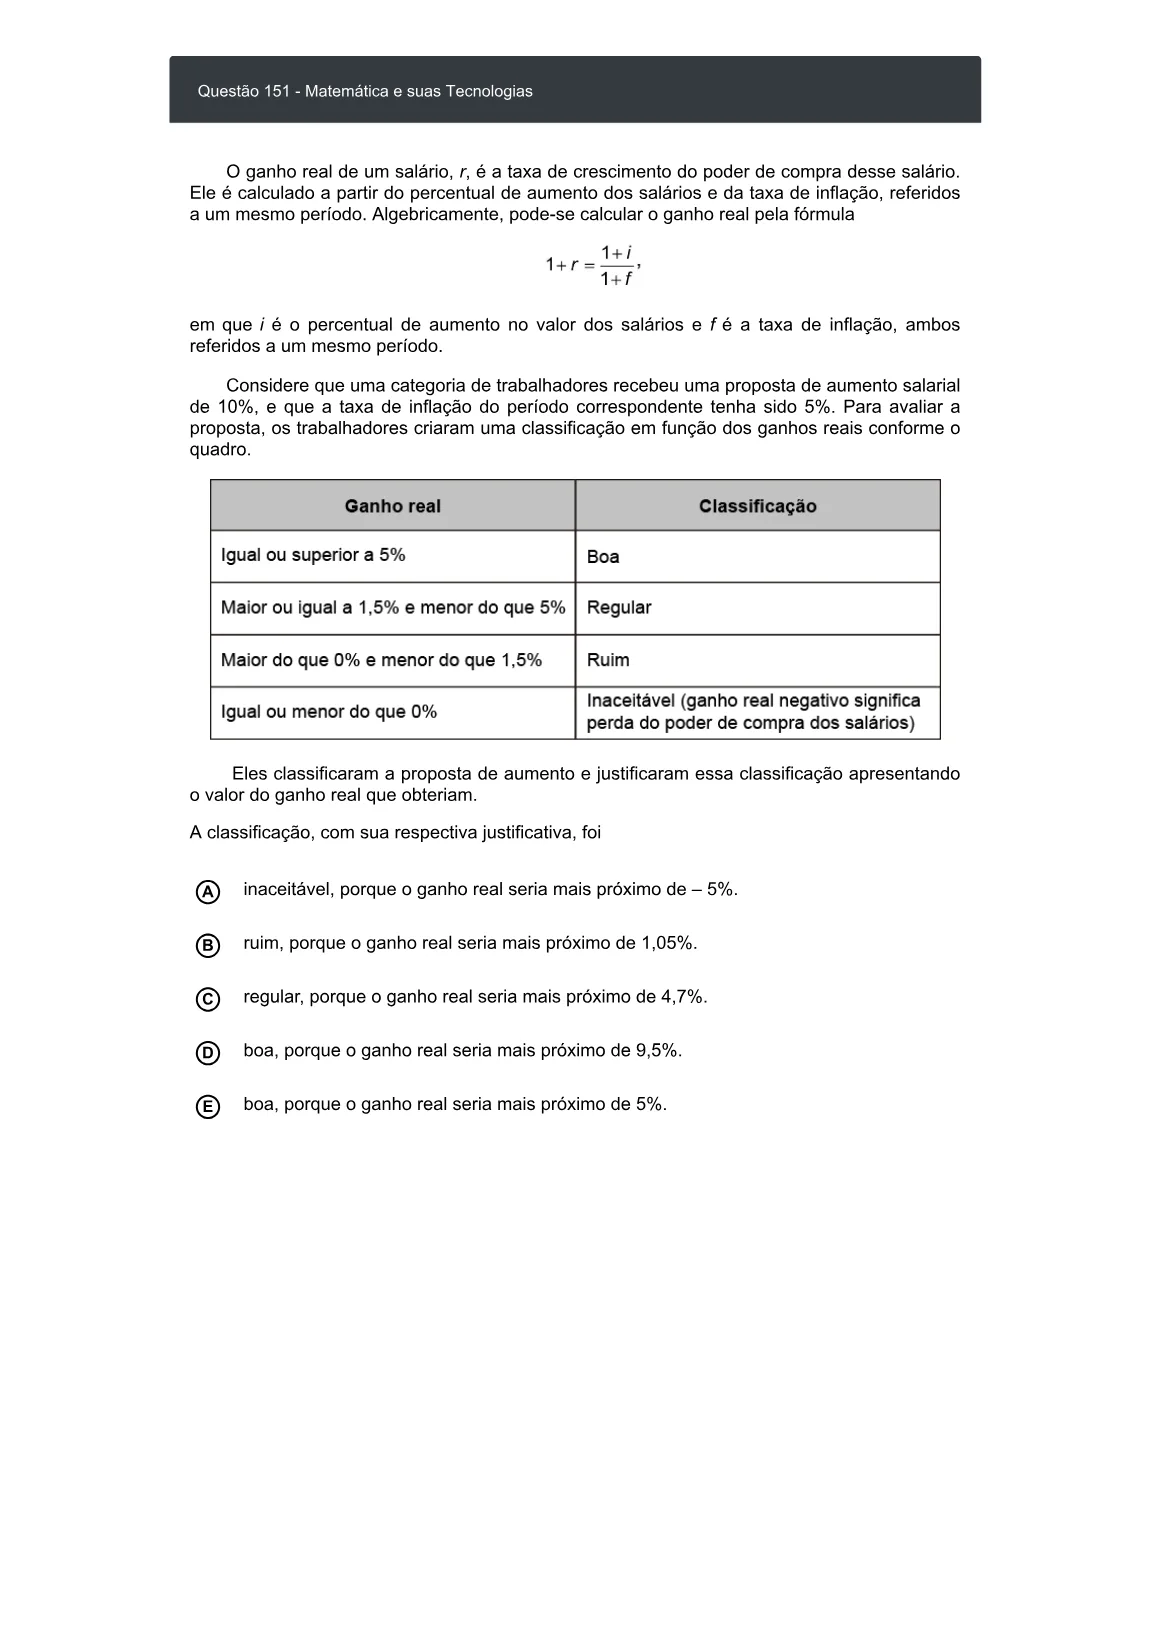 Questão 151 - Matemática e suas Tecnologias
O ganho real de um salário, r, é a taxa de crescimento do poder de compra desse salário.
Ele é calculado a partir do percentual de aumento dos salários e da taxa de inflação, referidos
a um mesmo período. Algebricamente, pode-se calcular o ganho real pela fórmula
1+ r = (1+ i)/(1+ f),
em que i é o percentual de aumento no valor dos salários e f é a taxa de inflação, ambos
referidos a um mesmo período.
Considere que uma categoria de trabalhadores recebeu uma proposta de aumento salarial
de 10%, e que a taxa de inflação do período correspondente tenha sido 5%. Para avaliar a
proposta, os trabalhadores criaram uma classificação em função dos ganhos reais conforme o
quadro.
Ganho real Classificação
Igual ou superior a 5% Boa
Maior ou igual a 1,5% e menor do que 5% Regular
Maior do que 0% e menor do que 1,5% Ruim
Igual ou menor do que 0% Inaceitável (ganho real negativo significa
perda do poder de compra dos salários)
Eles classificaram a proposta de aumento e justificaram essa classificação apresentando
o valor do ganho real que obteriam.
A classificação, com sua respectiva justificativa, foi
A inaceitável, porque o ganho real seria mais próximo de – 5%.
B ruim, porque o ganho real seria mais próximo de 1,05%.
C regular, porque o ganho real seria mais próximo de 4,7%.
D boa, porque o ganho real seria mais próximo de 9,5%.
E boa, porque o ganho real seria mais próximo de 5%.